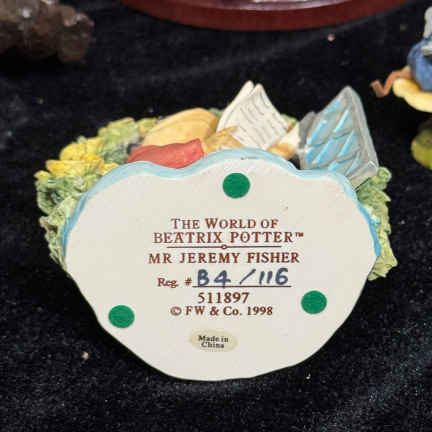 THE WORLD OF
BEATRIX POTTER™
MR JEREMY FISHER
Reg. # B4/116
511897
© FW & Co. 1998
Made in
China